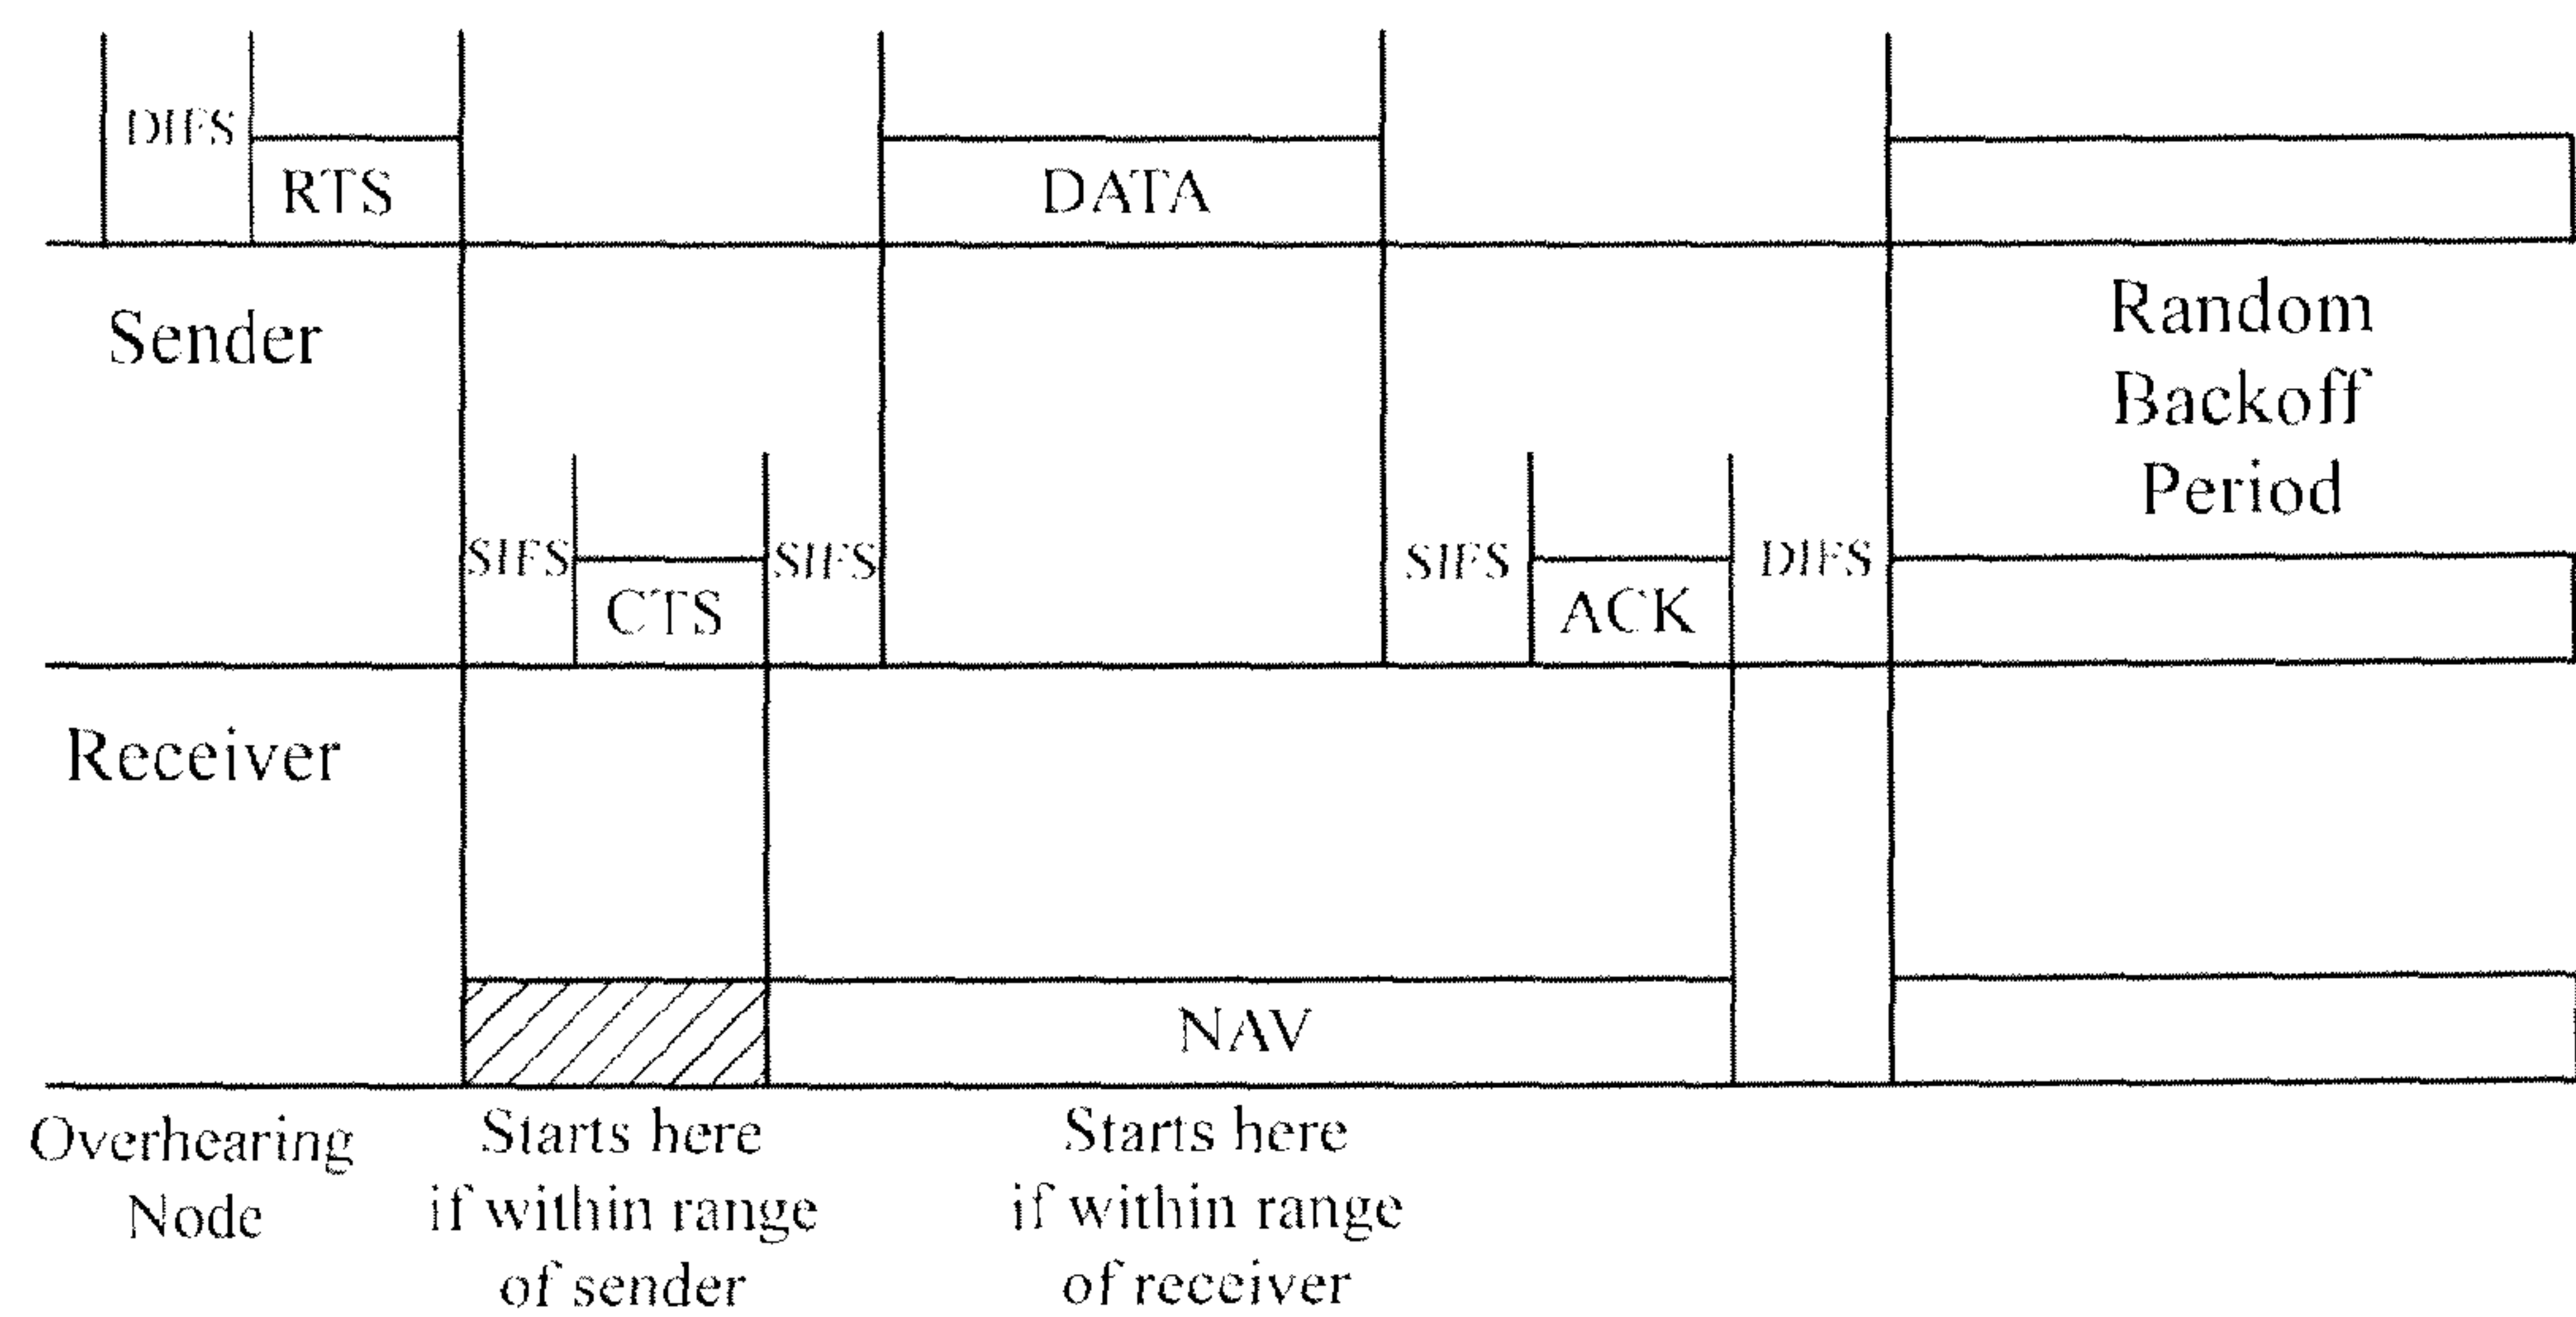 DIFS
RTS
DATA
Sender
Random
Backoff
Period
SIFS
CTS
SIFS
SIFS
ACK
DIFS
Receiver
NAV
Overhearing
Node
Starts here
if within range
of sender
Starts here
if within range
of receiver